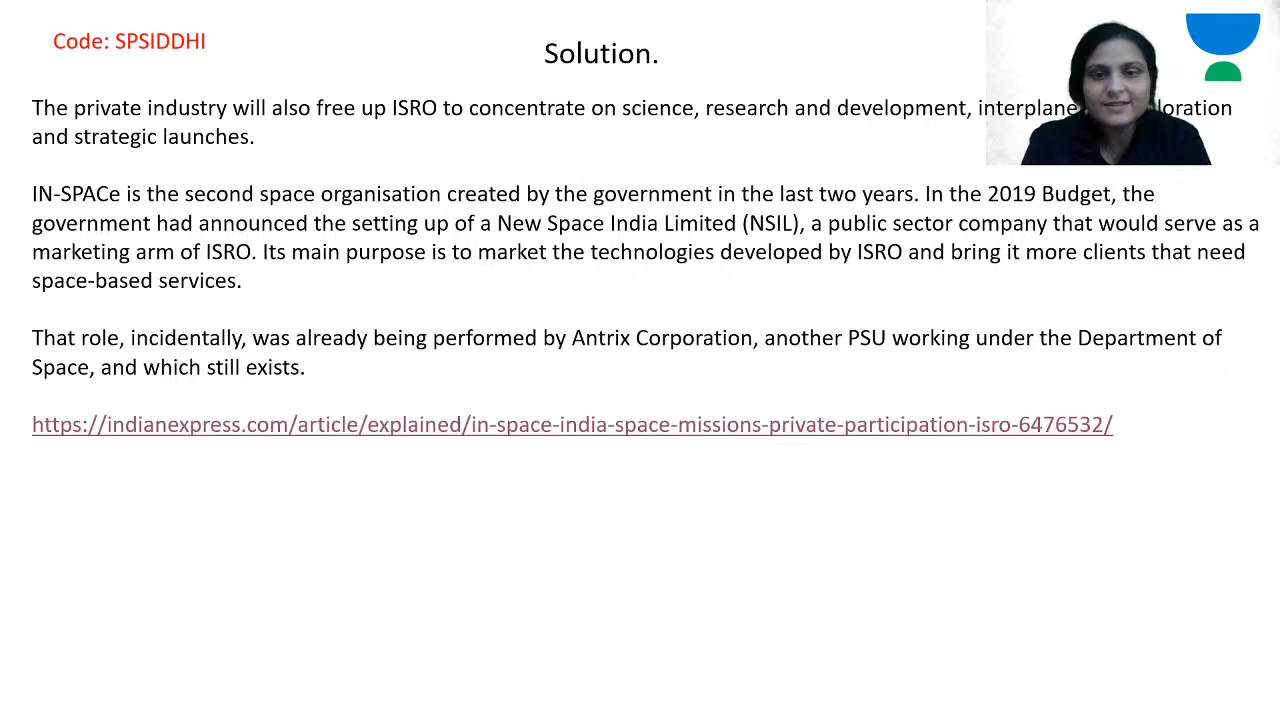 Code: SPSIDDHI
Solution.
The private industry will also free up ISRO to concentrate on science, research and development,
and strategic launches.
IN-SPACe is the second space organisation created by the government in the last two years. In the 2019 Budget, the
government had announced the setting up of a New Space India Limited (NSIL), a public sector company that would serve as a
marketing arm of ISRO. Its main purpose is to market the technologies developed by ISRO and bring it more clients that need
space-based services.
That role, incidentally, was already being performed by Antrix Corporation, another PSU working under the Department of
Space, and which still exists.
https://indianexpress.com/article/explained/in-space-india-space-missions-private-participation-isro-6476532/